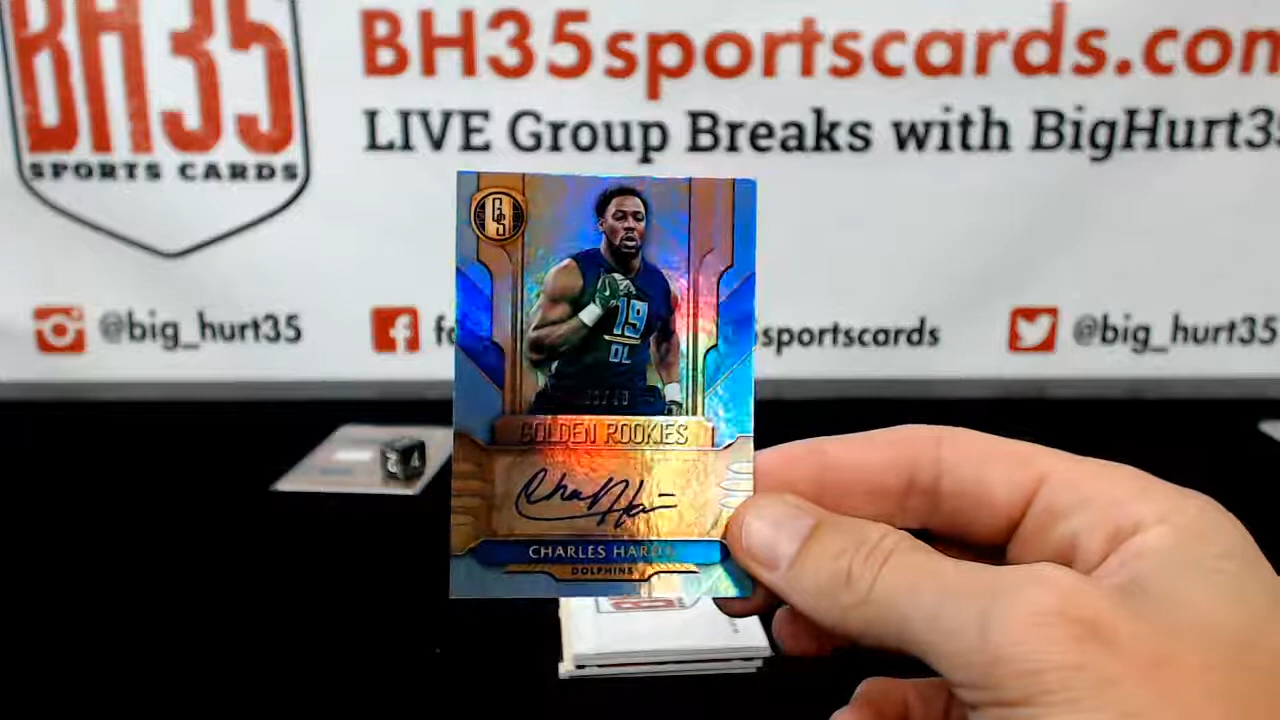 BH35
SPORTS CARDS
BH35sportscards.com
LIVE Group Breaks with BigHurt35
@big_hurt35
sportscards
@big_hurt35
GS
19
DL
GOLDEN ROOKIES
CHARLES
DOLPHINS